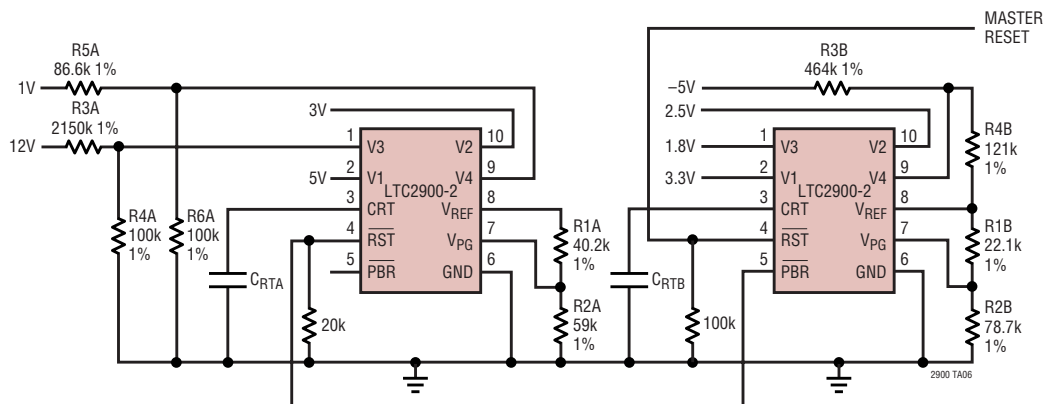 MASTER
RESET
R5A
86.6k 1%
1V
R3A
2150k 1%
12V
3V
5V
1
2
3
4
5
V3
V1
CRT
RST
PBR
LTC2900-2
V2
V4
VREF
VPG
GND
10
9
8
7
6
R4A
100k
1%
R6A
100k
1%
CRTA
20k
R1A
40.2k
1%
R2A
59k
1%
R3B
464k 1%
–5V
2.5V
1.8V
3.3V
1
2
3
4
5
V3
V1
CRT
RST
PBR
LTC2900-2
V2
V4
VREF
VPG
GND
10
9
8
7
6
CRTB
100k
R4B
121k
1%
R1B
22.1k
1%
R2B
78.7k
1%
2900 TA06